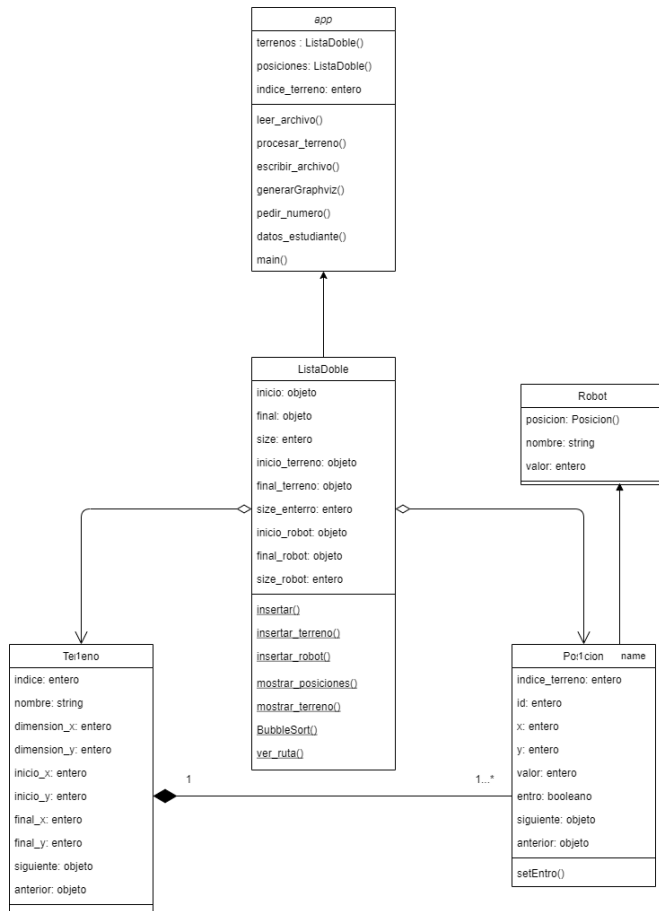 app
terrenos : ListaDoble()
posiciones: ListaDoble()
indice_terreno: entero
leer_archivo()
procesar_terreno()
escribir_archivo()
generarGraphviz()
pedir_numero()
datos_estudiante()
main()
ListaDoble
inicio: objeto
final: objeto
size: entero
inicio_terreno: objeto
final_terreno: objeto
size_enterro: entero
inicio_robot: objeto
final_robot: objeto
size_robot: entero
insertar()
insertar_terreno()
insertar_robot()
mostrar_posiciones()
mostrar_terreno()
BubbleSort()
ver_ruta()
Robot
posicion: Posicion()
nombre: string
valor: entero
Terreno
1
indice: entero
nombre: string
dimension_x: entero
dimension_y: entero
inicio_x: entero
inicio_y: entero
final_x: entero
final_y: entero
siguiente: objeto
anterior: objeto
1
1...*
Posicion
1
name
indice_terreno: entero
id: entero
x: entero
y: entero
valor: entero
entro: booleano
siguiente: objeto
anterior: objeto
setEntro()